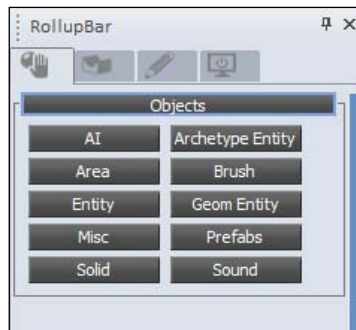 RollupBar
Objects
AI Archetype Entity
Area Brush
Entity Geom Entity
Misc Prefabs
Solid Sound